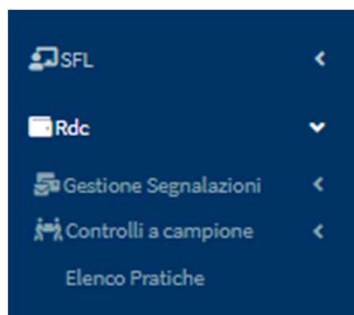 SFL
Rdc
Gestione Segnalazioni
Controlli a campione
Elenco Pratiche